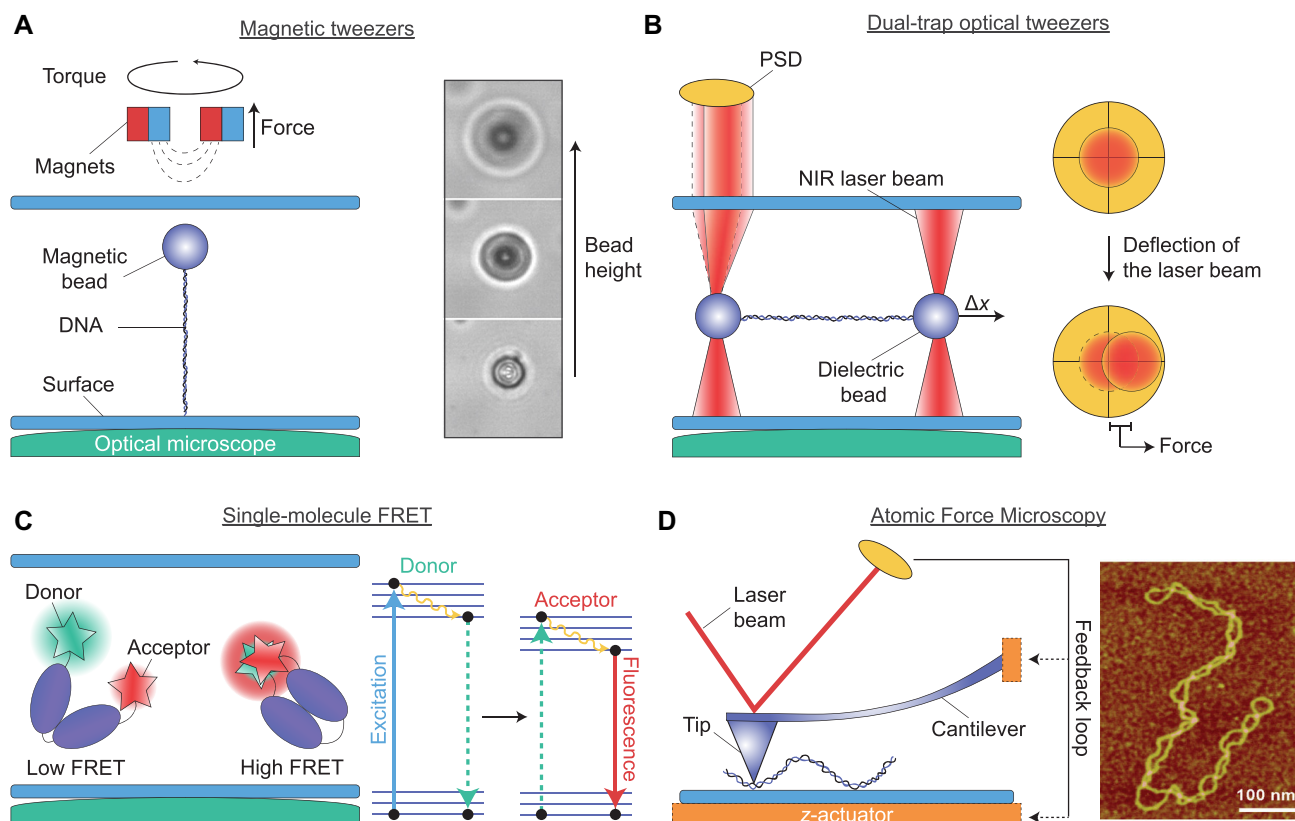 A
Magnetic tweezers
Torque
Force
Magnets
Magnetic
bead
DNA
Surface
Optical microscope
Bead
height
B
Dual-trap optical tweezers
PSD
NIR laser beam
Δx
Dielectric
bead
Deflection of
the laser beam
Force
C
Single-molecule FRET
Donor
Acceptor
Low FRET
High FRET
Donor
Excitation
Acceptor
Fluorescence
D
Atomic Force Microscopy
Laser
beam
Tip
Cantilever
Feedback loop
z-actuator
100 nm